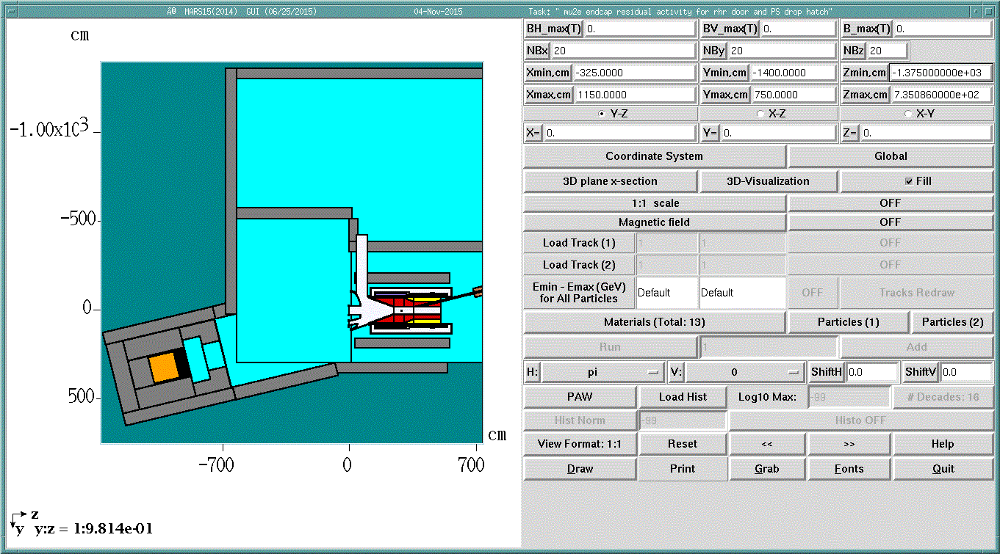 MARS15(2014) GUI (06/25/2015) 04-Nov-2015 Task: " mu2e endcap residual activity for rhr door and PS drop hatch"
cm
-1.00x10³
-500
0
500
cm
-700 0 700
z
y y:z = 1:9.814e-01
BH_max(T) 0. BV_max(T) 0. B_max(T) 0.
NBx 20 NBy 20 NBz 20
Xmin,cm -325.0000 Ymin,cm -1400.0000 Zmin,cm -1.375000000e+03
Xmax,cm 1150.0000 Ymax,cm 750.0000 Zmax,cm 7.350860000e+02
Y-Z X-Z X-Y
X= 0. Y= 0. Z= 0.
Coordinate System Global
3D plane x-section 3D-Visualization Fill
1:1 scale OFF
Magnetic field OFF
Load Track (1) 1 1 OFF
Load Track (2) 1 1 OFF
Emin - Emax (GeV)
for All Particles Default Default OFF Tracks Redraw
Materials (Total: 13) Particles (1) Particles (2)
Run 1 Add
H: pi V: 0 ShiftH 0.0 ShiftV 0.0
PAW Load Hist Log10 Max: -99 # Decades: 16
Hist Norm -99 Histo OFF
View Format: 1:1 Reset << >> Help
Draw Print Grab Fonts Quit